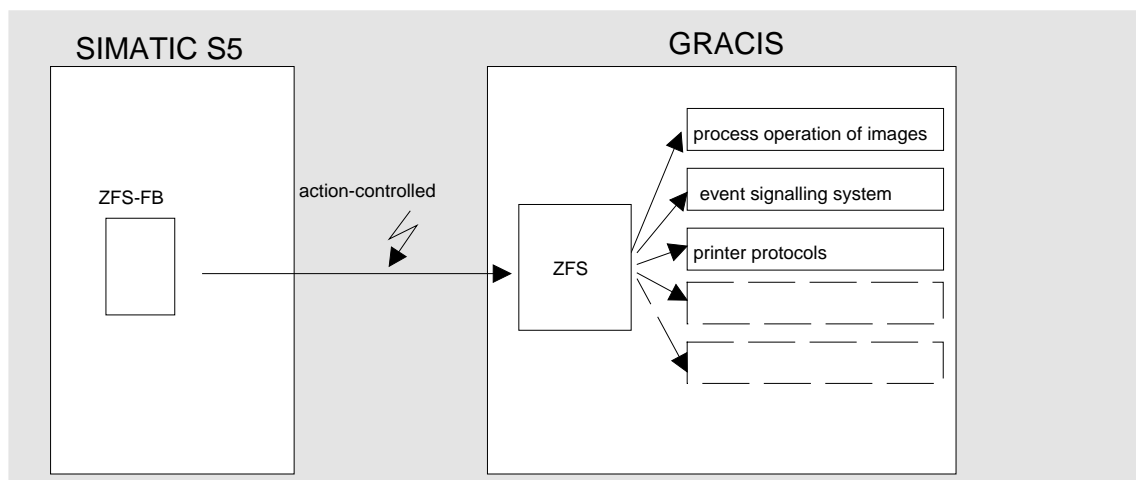 SIMATIC S5
GRACIS
process operation of images
ZFS-FB
action-controlled
event signalling system
ZFS
printer protocols